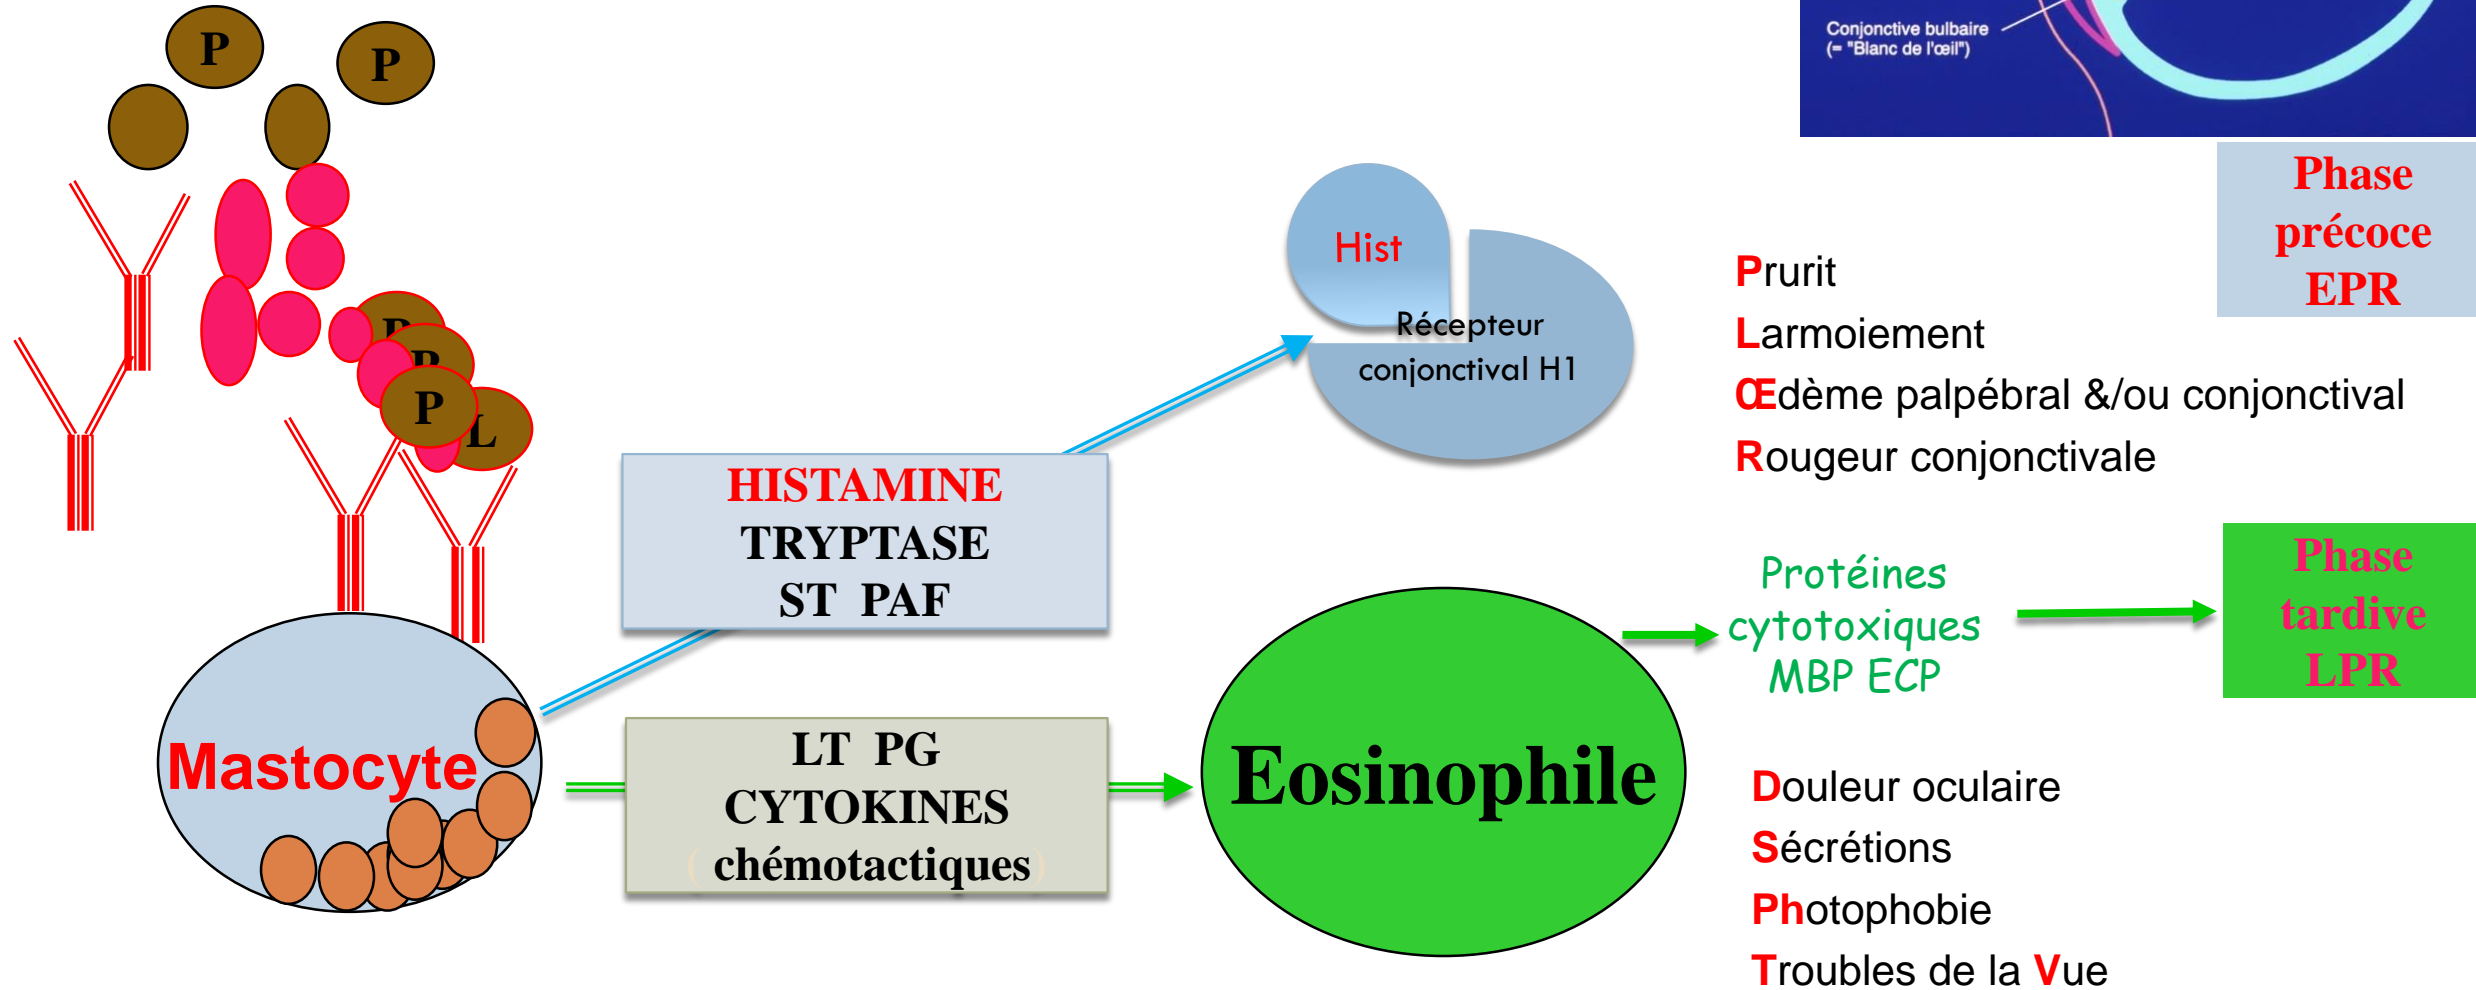 P
P
Conjonctive bulbaire
(= "Blanc de l'œil")
Phase
précoce
EPR
Hist
Récepteur
conjonctival H1
Prurit
Larmoiement
Œdème palpébral &/ou conjonctival
Rougeur conjonctivale
P
P
P
L
HISTAMINE
TRYPTASE
ST PAF
Protéines
cytotoxiques
MBP ECP
Phase
tardive
LPR
Mastocyte
LT PG
CYTOKINES
( chémotactiques)
Eosinophile
Douleur oculaire
Sécrétions
Photophobie
Troubles de la Vue